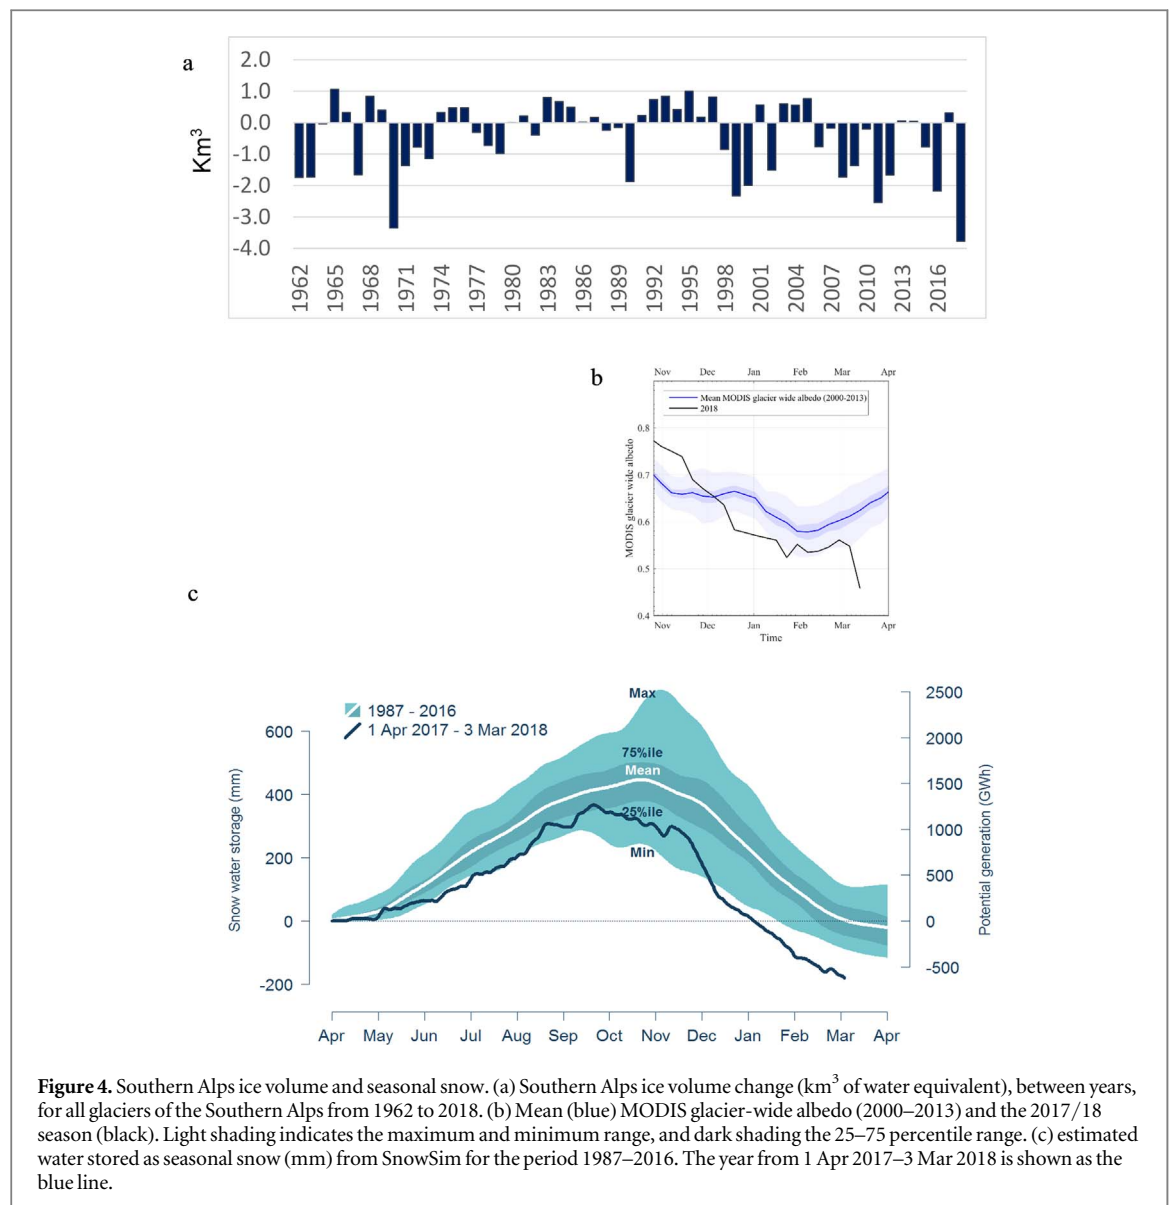 a
2.0
1.0
0.0
-1.0
-2.0
-3.0
-4.0
Km3
1962 1965 1968 1971 1974 1977 1980 1983 1986 1989 1992 1995 1998 2001 2004 2007 2010 2013 2016
b
Nov Dec Jan Feb Mar Apr
Mean MODIS glacier wide albedo (2000-2013)
2018
0.8
0.7
0.6
0.5
0.4
MODIS glacier wide albedo
Nov Dec Jan Feb Mar Apr
Time
c
1987 - 2016
1 Apr 2017 - 3 Mar 2018
Max
75%ile
Mean
25%ile
Min
600
400
200
0
-200
Snow water storage (mm)
2500
2000
1500
1000
500
0
-500
Potential generation (GWh)
Apr May Jun Jul Aug Sep Oct Nov Dec Jan Feb Mar Apr
Figure 4. Southern Alps ice volume and seasonal snow. (a) Southern Alps ice volume change (km3 of water equivalent), between years,
for all glaciers of the Southern Alps from 1962 to 2018. (b) Mean (blue) MODIS glacier-wide albedo (2000–2013) and the 2017/18
season (black). Light shading indicates the maximum and minimum range, and dark shading the 25–75 percentile range. (c) estimated
water stored as seasonal snow (mm) from SnowSim for the period 1987–2016. The year from 1 Apr 2017–3 Mar 2018 is shown as the
blue line.